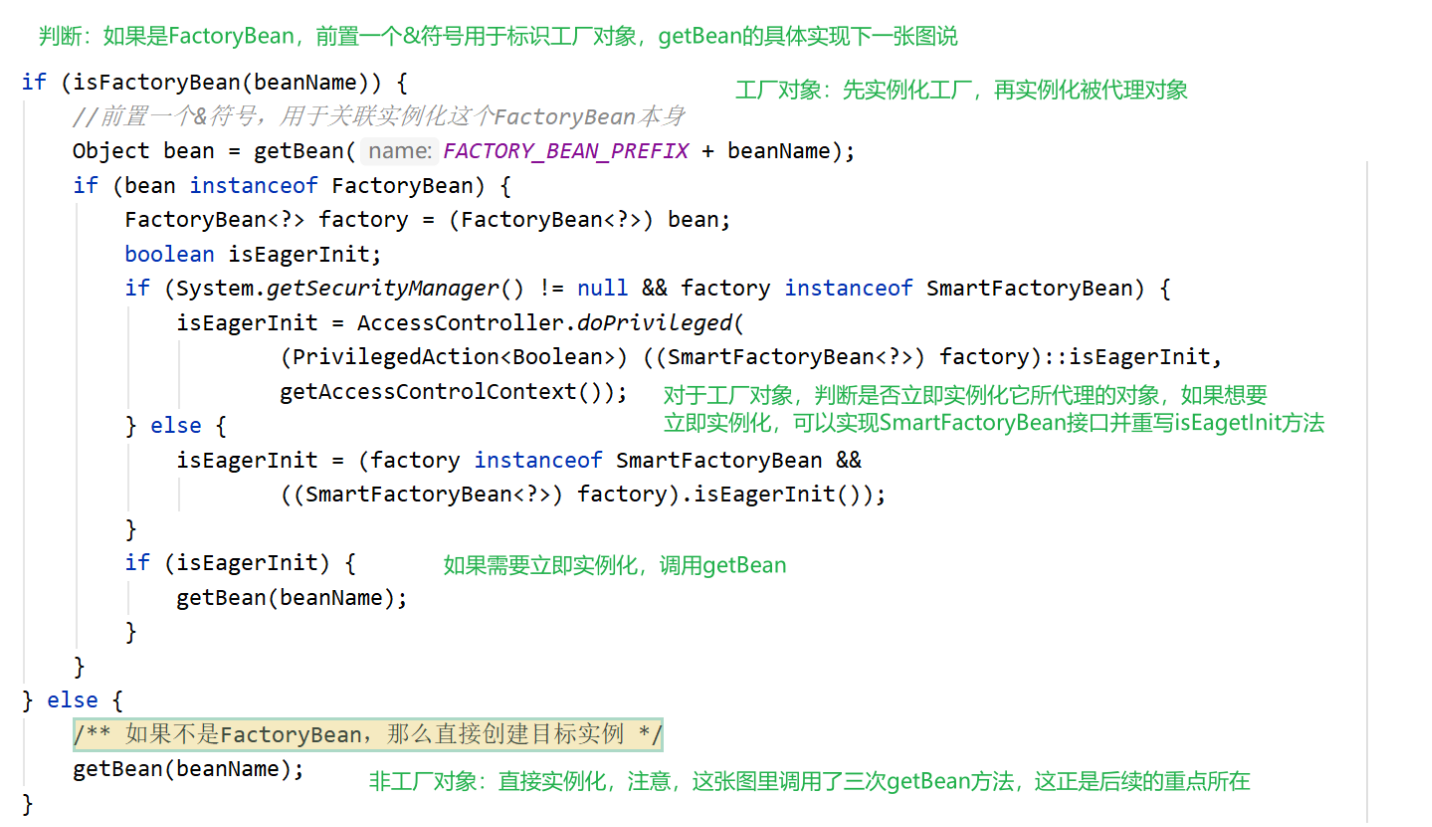 判断：如果是FactoryBean，前置一个&符号用于标识工厂对象，getBean的具体实现下一张图说
if (isFactoryBean(beanName)) {
工厂对象：先实例化工厂，再实例化被代理对象
//前置一个&符号，用于关联实例化这个FactoryBean本身
Object bean = getBean( name: FACTORY_BEAN_PREFIX + beanName);
if (bean instanceof FactoryBean) {
FactoryBean<?> factory = (FactoryBean<?>) bean;
boolean isEagerInit;
if (System.getSecurityManager() != null && factory instanceof SmartFactoryBean) {
isEagerInit = AccessController.doPrivileged(
(PrivilegedAction<Boolean>) ((SmartFactoryBean<?>) factory)::isEagerInit,
getAccessControlContext());
对于工厂对象，判断是否立即实例化它所代理的对象，如果想要
立即实例化，可以实现SmartFactoryBean接口并重写isEagetInit方法
} else {
isEagerInit = (factory instanceof SmartFactoryBean &&
((SmartFactoryBean<?>) factory).isEagerInit());
}
if (isEagerInit) {
如果需要立即实例化，调用getBean
getBean(beanName);
}
}
} else {
/** 如果不是FactoryBean，那么直接创建目标实例 */
getBean(beanName);
非工厂对象：直接实例化，注意，这张图里调用了三次getBean方法，这正是后续的重点所在
}